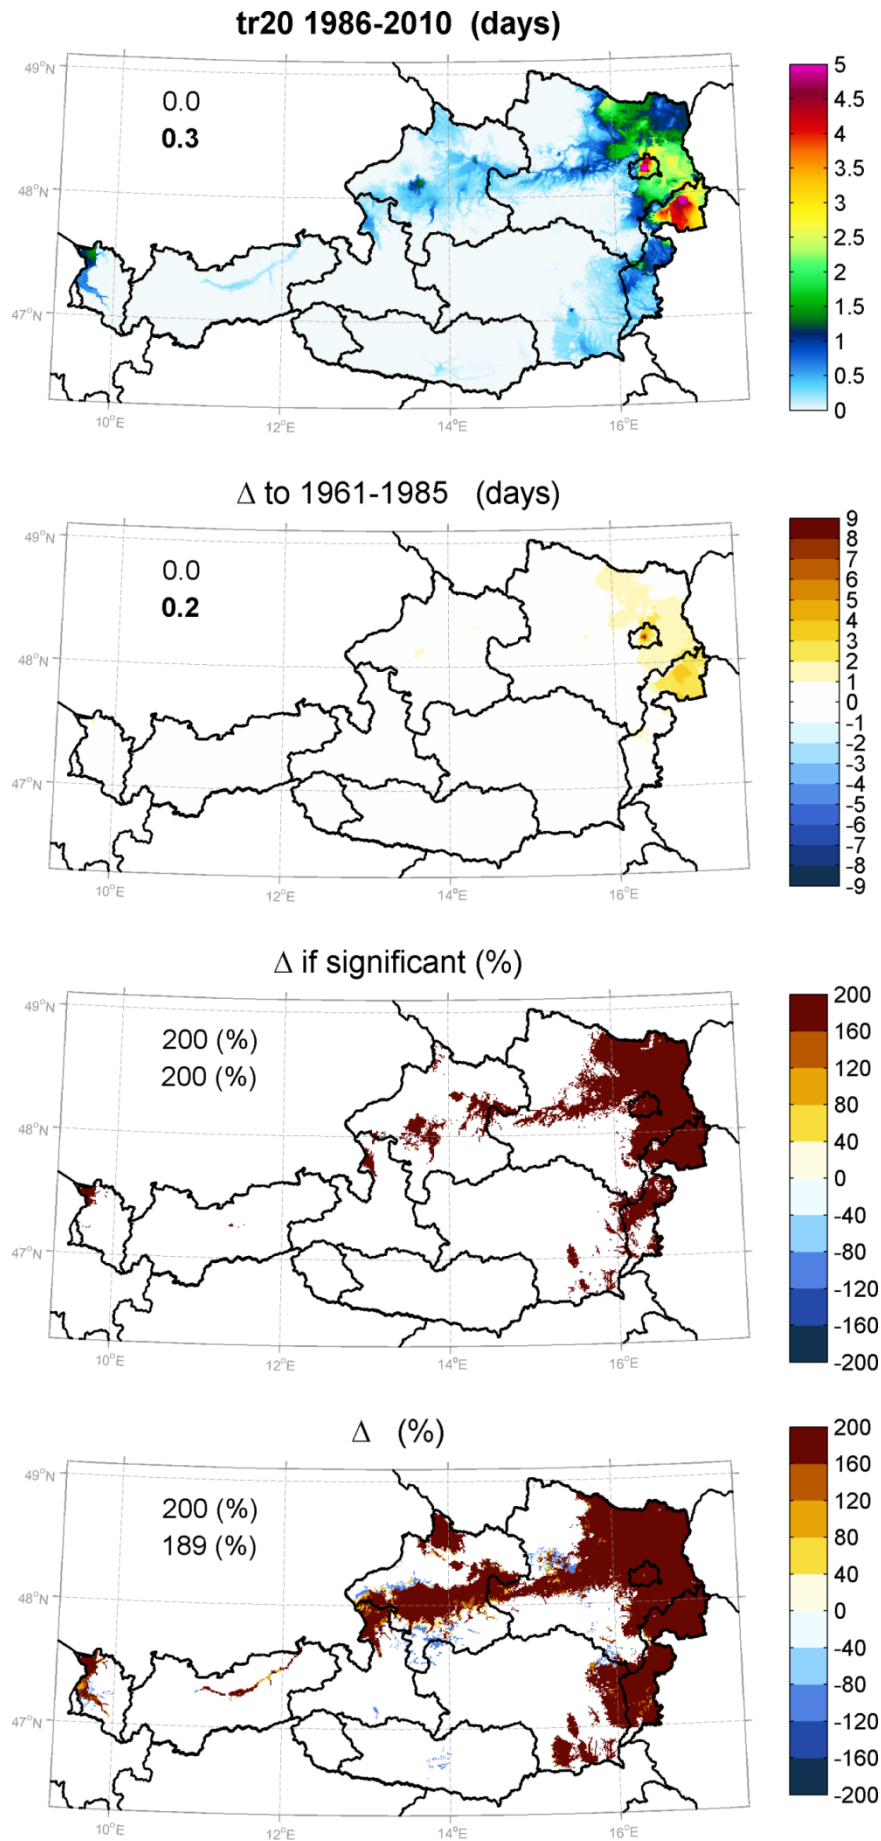 tr20 1986-2010 (days)
0.0
0.3
49°N
48°N
47°N
10°E
12°E
14°E
16°E
5
4.5
4
3.5
3
2.5
2
1.5
1
0.5
0
Δ to 1961-1985 (days)
0.0
0.2
49°N
48°N
47°N
10°E
12°E
14°E
16°E
9
8
7
6
5
4
3
2
1
0
-1
-2
-3
-4
-5
-6
-7
-8
-9
Δ if significant (%)
200 (%)
200 (%)
49°N
48°N
47°N
10°E
12°E
14°E
16°E
200
160
120
80
40
0
-40
-80
-120
-160
-200
Δ (%)
200 (%)
189 (%)
49°N
48°N
47°N
10°E
12°E
14°E
16°E
200
160
120
80
40
0
-40
-80
-120
-160
-200